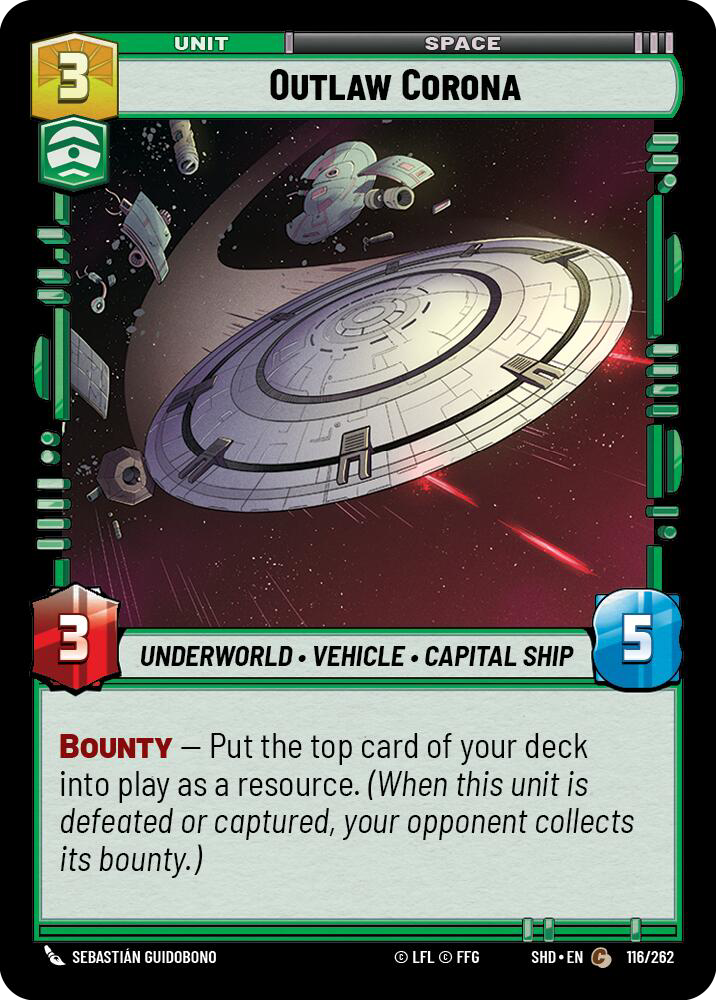 UNIT
SPACE
3
OUTLAW CORONA
3
UNDERWORLD • VEHICLE • CAPITAL SHIP
5
BOUNTY — Put the top card of your deck
into play as a resource. (When this unit is
defeated or captured, your opponent collects
its bounty.)
SEBASTIÁN GUIDOBONO
© LFL © FFG
SHD • EN C 116/262